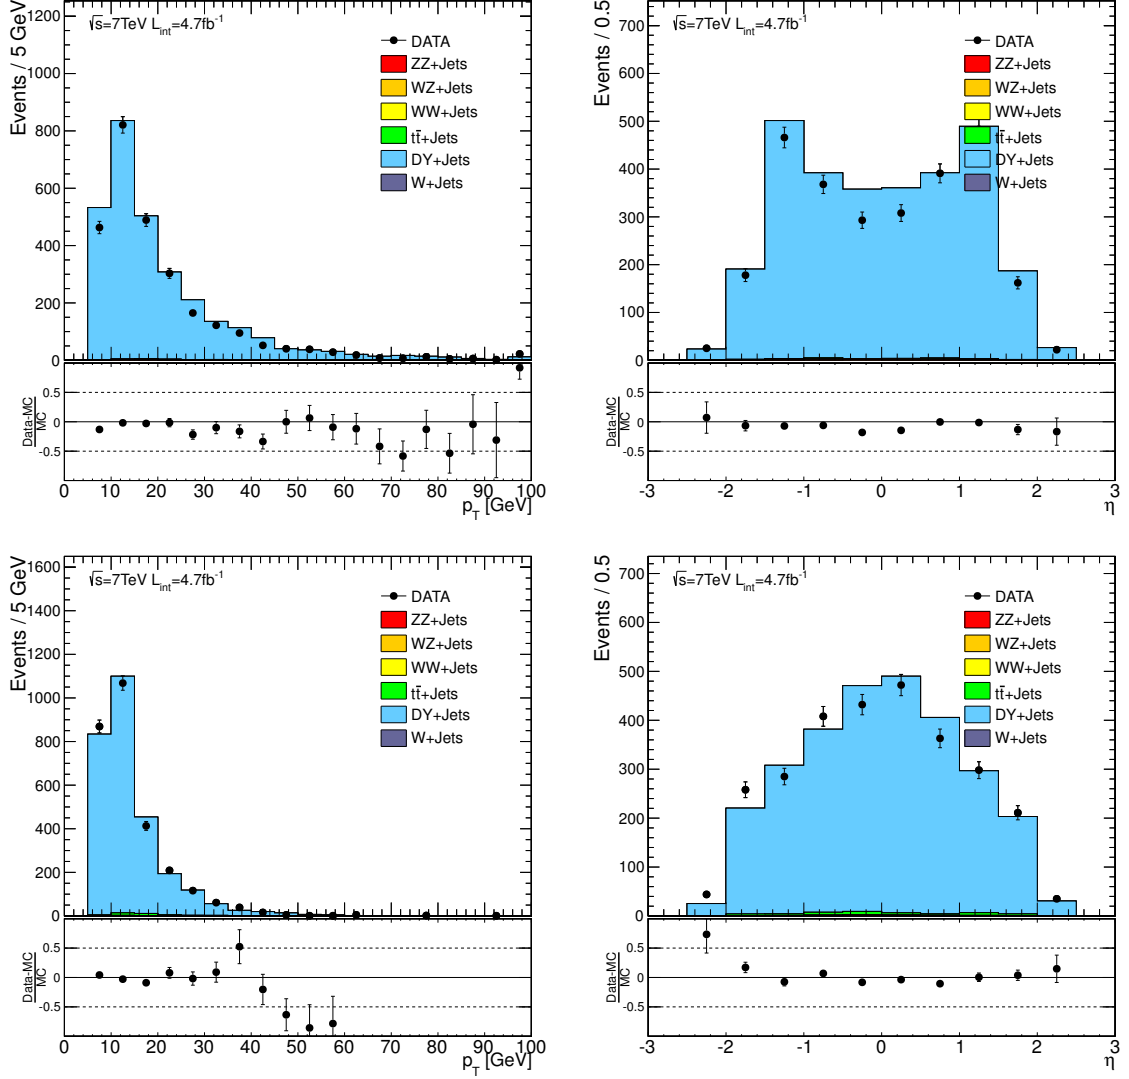 √s=7TeV L_int=4.7fb⁻¹
Events / 5 GeV
1200
1000
800
600
400
200
0
DATA
ZZ+Jets
WZ+Jets
WW+Jets
tt̄+Jets
DY+Jets
W+Jets
Data-MC
MC
0.5
0
-0.5
0 10 20 30 40 50 60 70 80 90 100
p_T [GeV]
√s=7TeV L_int=4.7fb⁻¹
Events / 0.5
700
600
500
400
300
200
100
0
DATA
ZZ+Jets
WZ+Jets
WW+Jets
tt̄+Jets
DY+Jets
W+Jets
Data-MC
MC
0.5
0
-0.5
-3 -2 -1 0 1 2 3
η
√s=7TeV L_int=4.7fb⁻¹
Events / 5 GeV
1600
1400
1200
1000
800
600
400
200
0
DATA
ZZ+Jets
WZ+Jets
WW+Jets
tt̄+Jets
DY+Jets
W+Jets
Data-MC
MC
0.5
0
-0.5
0 10 20 30 40 50 60 70 80 90 100
p_T [GeV]
√s=7TeV L_int=4.7fb⁻¹
Events / 0.5
700
600
500
400
300
200
100
0
DATA
ZZ+Jets
WZ+Jets
WW+Jets
tt̄+Jets
DY+Jets
W+Jets
Data-MC
MC
0.5
0
-0.5
-3 -2 -1 0 1 2 3
η